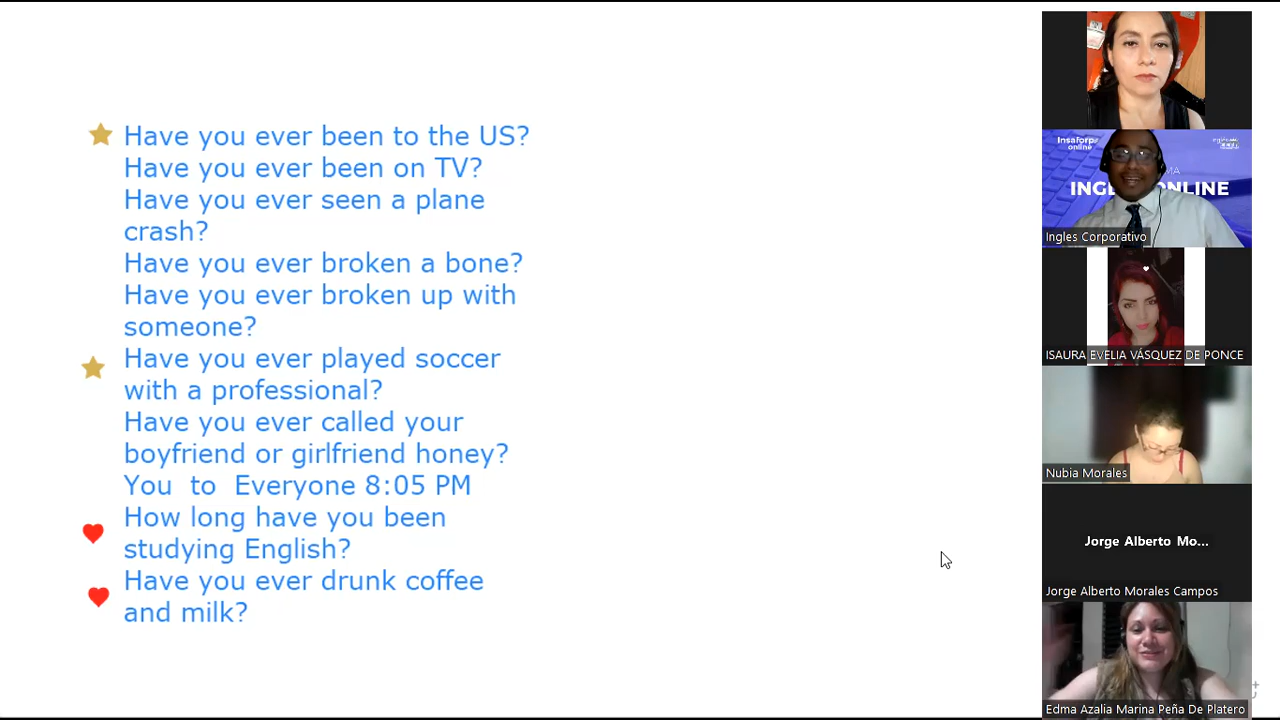 Have you ever been to the US?
Have you ever been on TV?
Have you ever seen a plane
crash?
Have you ever broken a bone?
Have you ever broken up with
someone?
Have you ever played soccer
with a professional?
Have you ever called your
boyfriend or girlfriend honey?
You to Everyone 8:05 PM
How long have you been
studying English?
Have you ever drunk coffee
and milk?
Insaforp
online
Ingles Corporativo
ISAURA EVELIA VÁSQUEZ DE PONCE
Nubia Morales
Jorge Alberto Mo...
Jorge Alberto Morales Campos
Edma Azalia Marina Peña De Platero